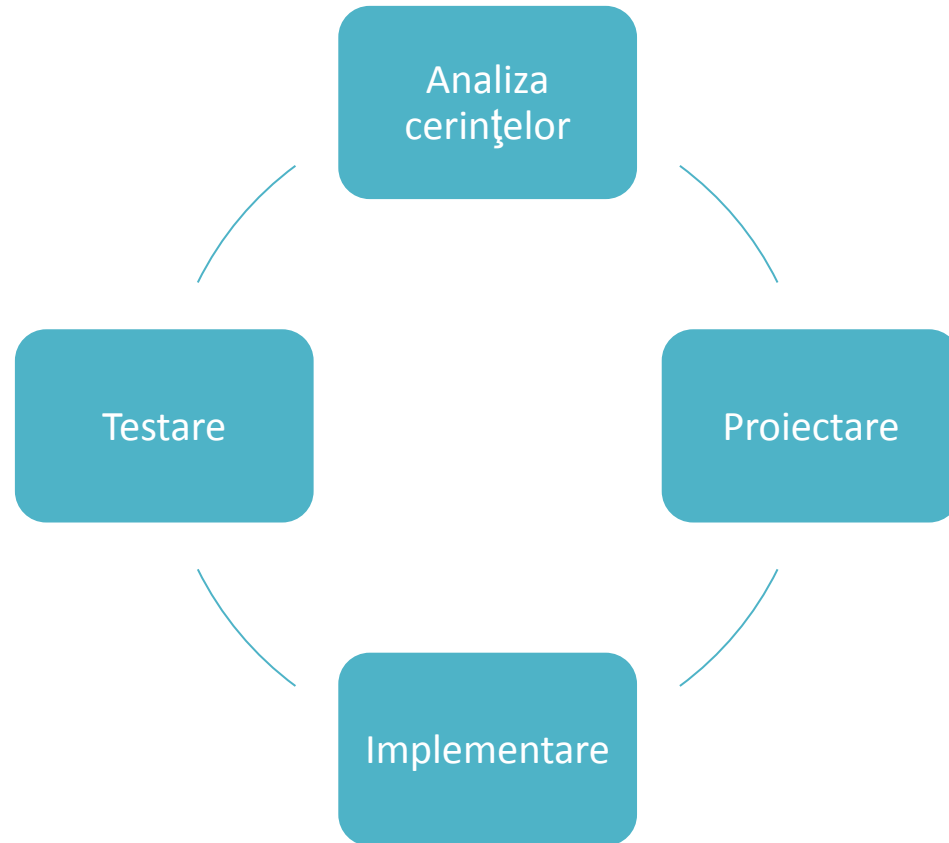 Analiza
cerinţelor
Testare
Proiectare
Implementare